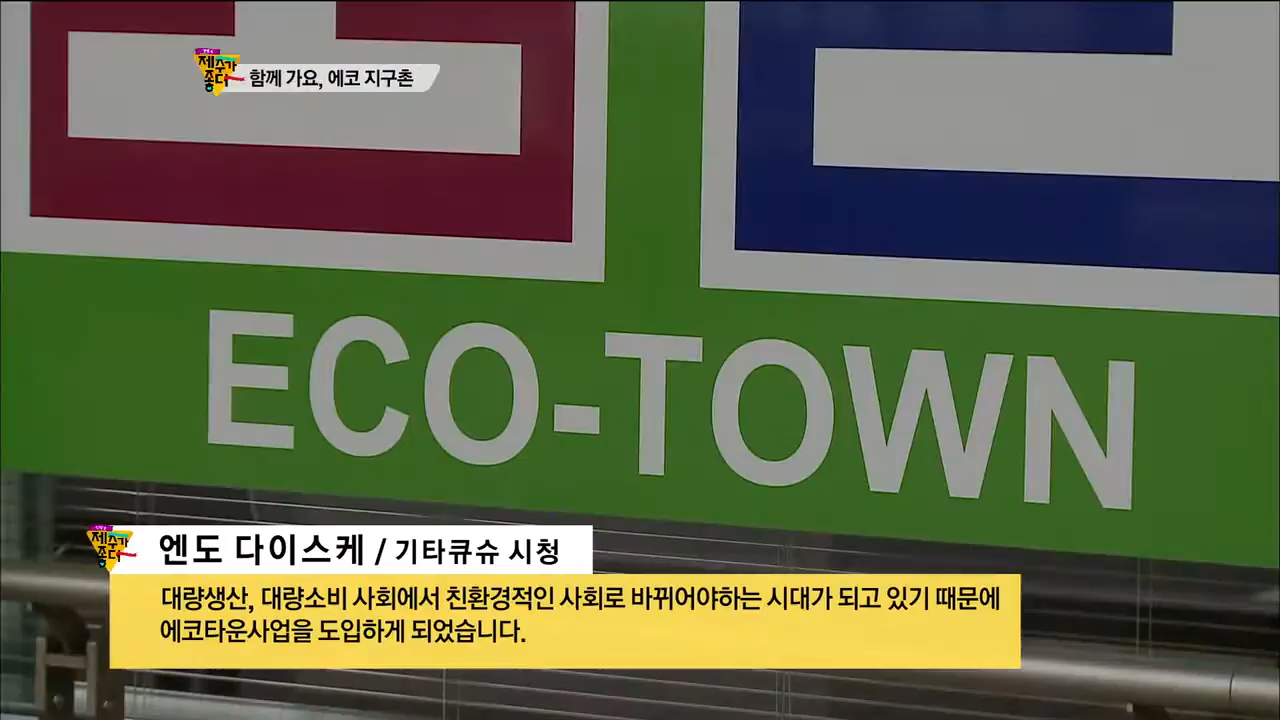 제주가
좋다
함께 가요, 에코 지구촌
ECO-TOWN
제주가
좋다
엔도 다이스케 / 기타큐슈 시청
대량생산, 대량소비 사회에서 친환경적인 사회로 바뀌어야하는 시대가 되고 있기 때문에
에코타운사업을 도입하게 되었습니다.